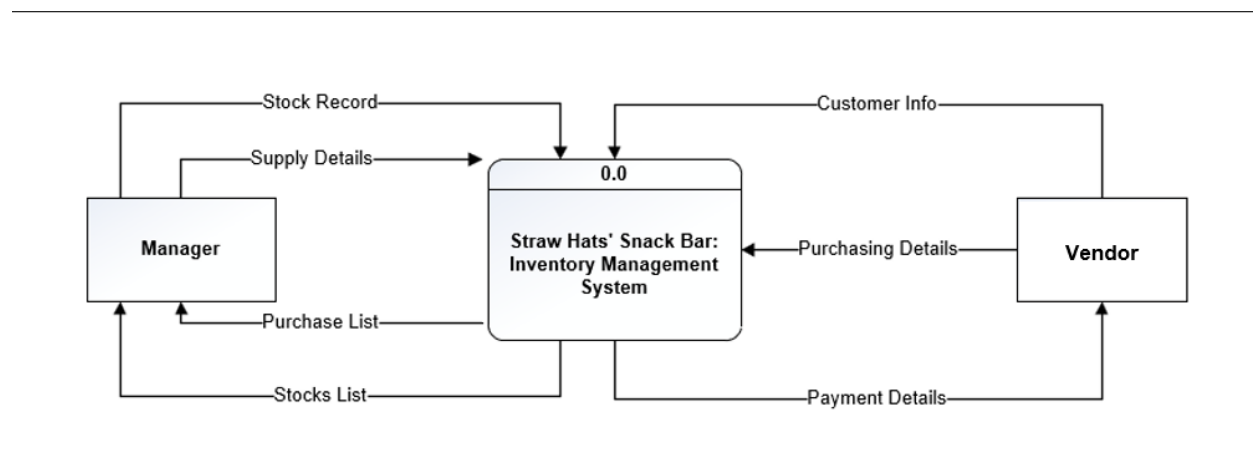 Stock Record
Customer Info
Supply Details
0.0
Manager
Straw Hats' Snack Bar:
Inventory Management
System
Purchasing Details
Vendor
Purchase List
Stocks List
Payment Details